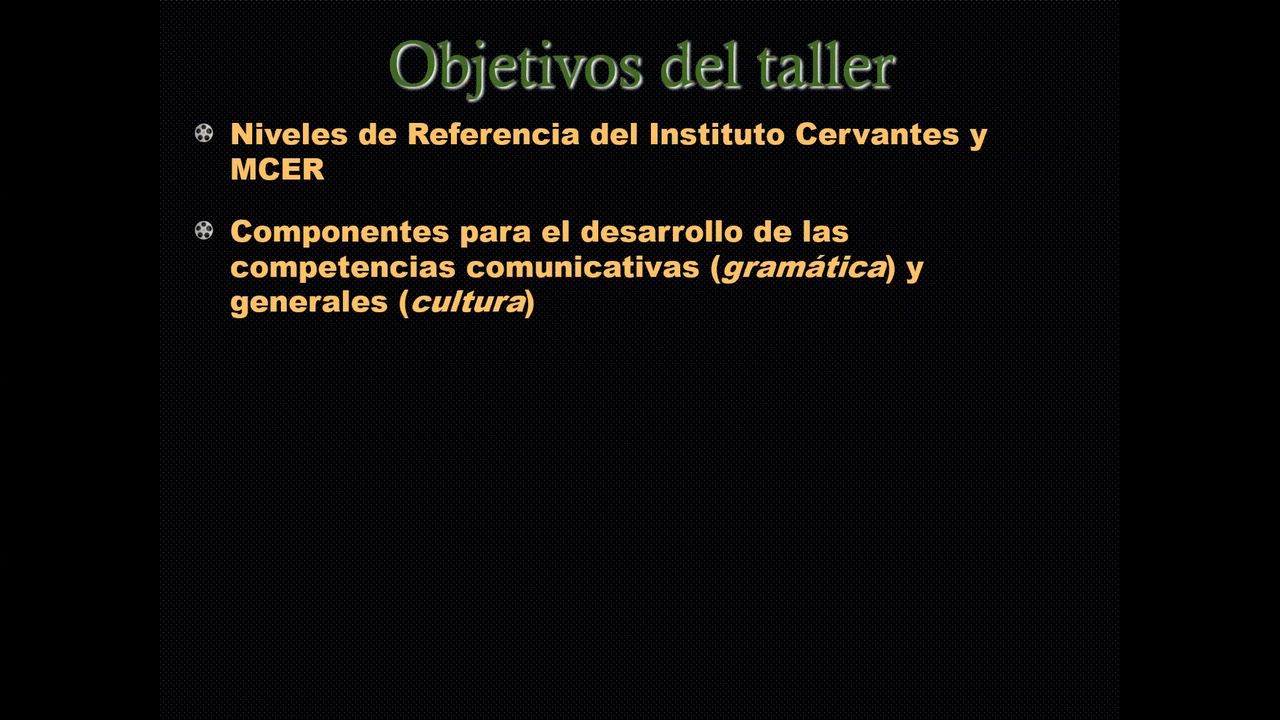 Objetivos del taller
Niveles de Referencia del Instituto Cervantes y
MCER
Componentes para el desarrollo de las
competencias comunicativas (gramática) y
generales (cultura)